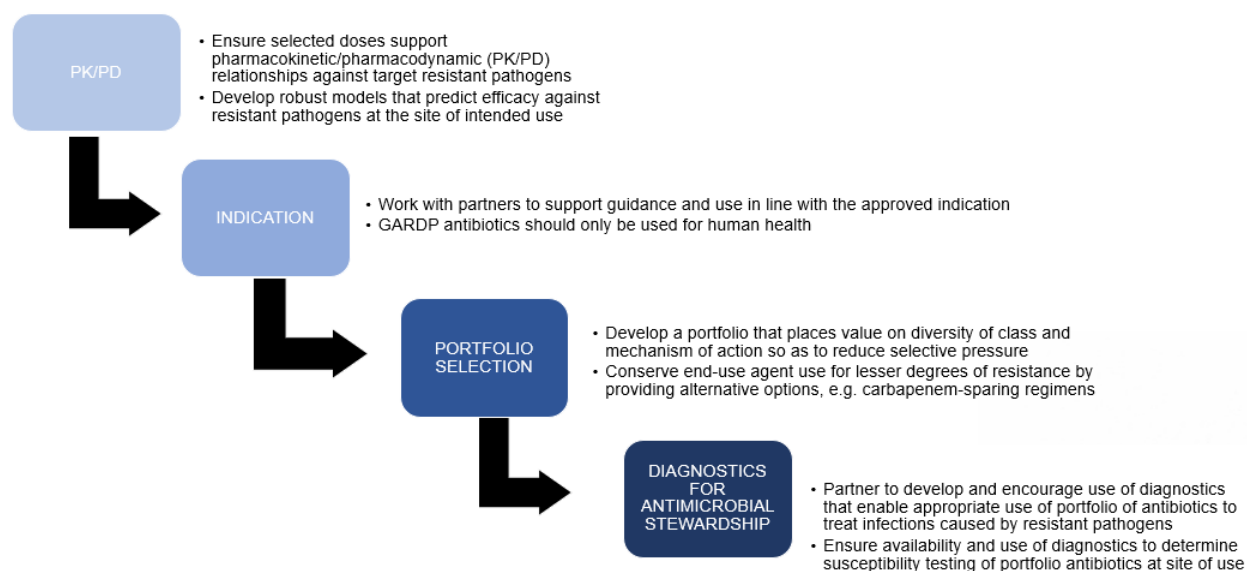 PK/PD
• Ensure selected doses support
pharmacokinetic/pharmacodynamic (PK/PD)
relationships against target resistant pathogens
• Develop robust models that predict efficacy against
resistant pathogens at the site of intended use
INDICATION
• Work with partners to support guidance and use in line with the approved indication
• GARDP antibiotics should only be used for human health
PORTFOLIO
SELECTION
• Develop a portfolio that places value on diversity of class and
mechanism of action so as to reduce selective pressure
• Conserve end-use agent use for lesser degrees of resistance by
providing alternative options, e.g. carbapenem-sparing regimens
DIAGNOSTICS
FOR
ANTIMICROBIAL
STEWARDSHIP
• Partner to develop and encourage use of diagnostics
that enable appropriate use of portfolio of antibiotics to
treat infections caused by resistant pathogens
• Ensure availability and use of diagnostics to determine
susceptibility testing of portfolio antibiotics at site of use